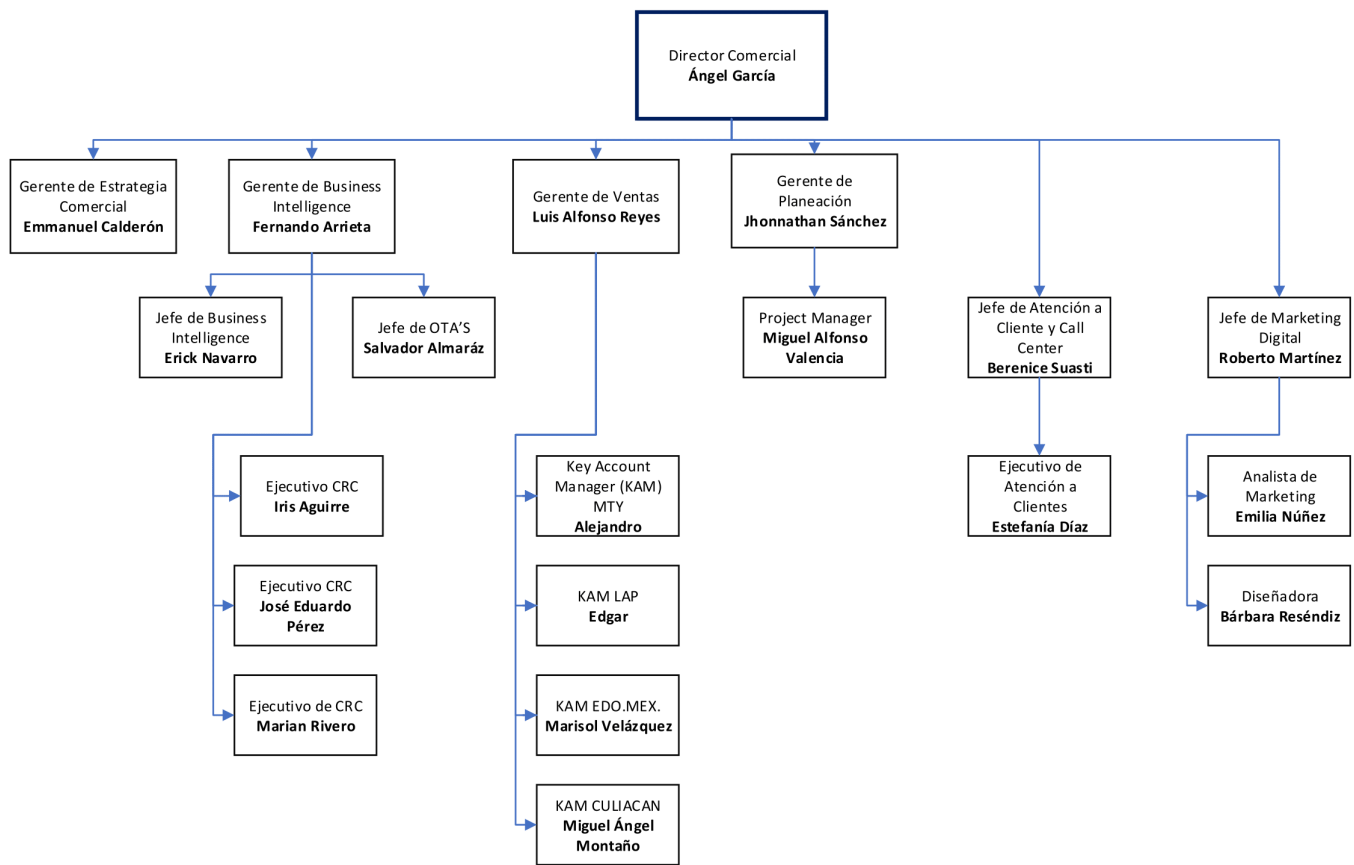 Director Comercial
Ángel García
Gerente de Estrategia
Comercial
Emmanuel Calderón
Gerente de Business
Intelligence
Fernando Arrieta
Gerente de Ventas
Luis Alfonso Reyes
Gerente de
Planeación
Jhonnathan Sánchez
Jefe de Business
Intelligence
Erick Navarro
Jefe de OTA’S
Salvador Almaráz
Project Manager
Miguel Alfonso
Valencia
Jefe de Atención a
Cliente y Call
Center
Berenice Suasti
Jefe de Marketing
Digital
Roberto Martínez
Ejecutivo CRC
Iris Aguirre
Key Account
Manager (KAM)
MTY
Alejandro
Ejecutivo de
Atención a
Clientes
Estefanía Díaz
Analista de
Marketing
Emilia Núñez
Ejecutivo CRC
José Eduardo
Pérez
KAM LAP
Edgar
Diseñadora
Bárbara Reséndiz
Ejecutivo de CRC
Marian Rivero
KAM EDO.MEX.
Marisol Velázquez
KAM CULIACAN
Miguel Ángel
Montaño